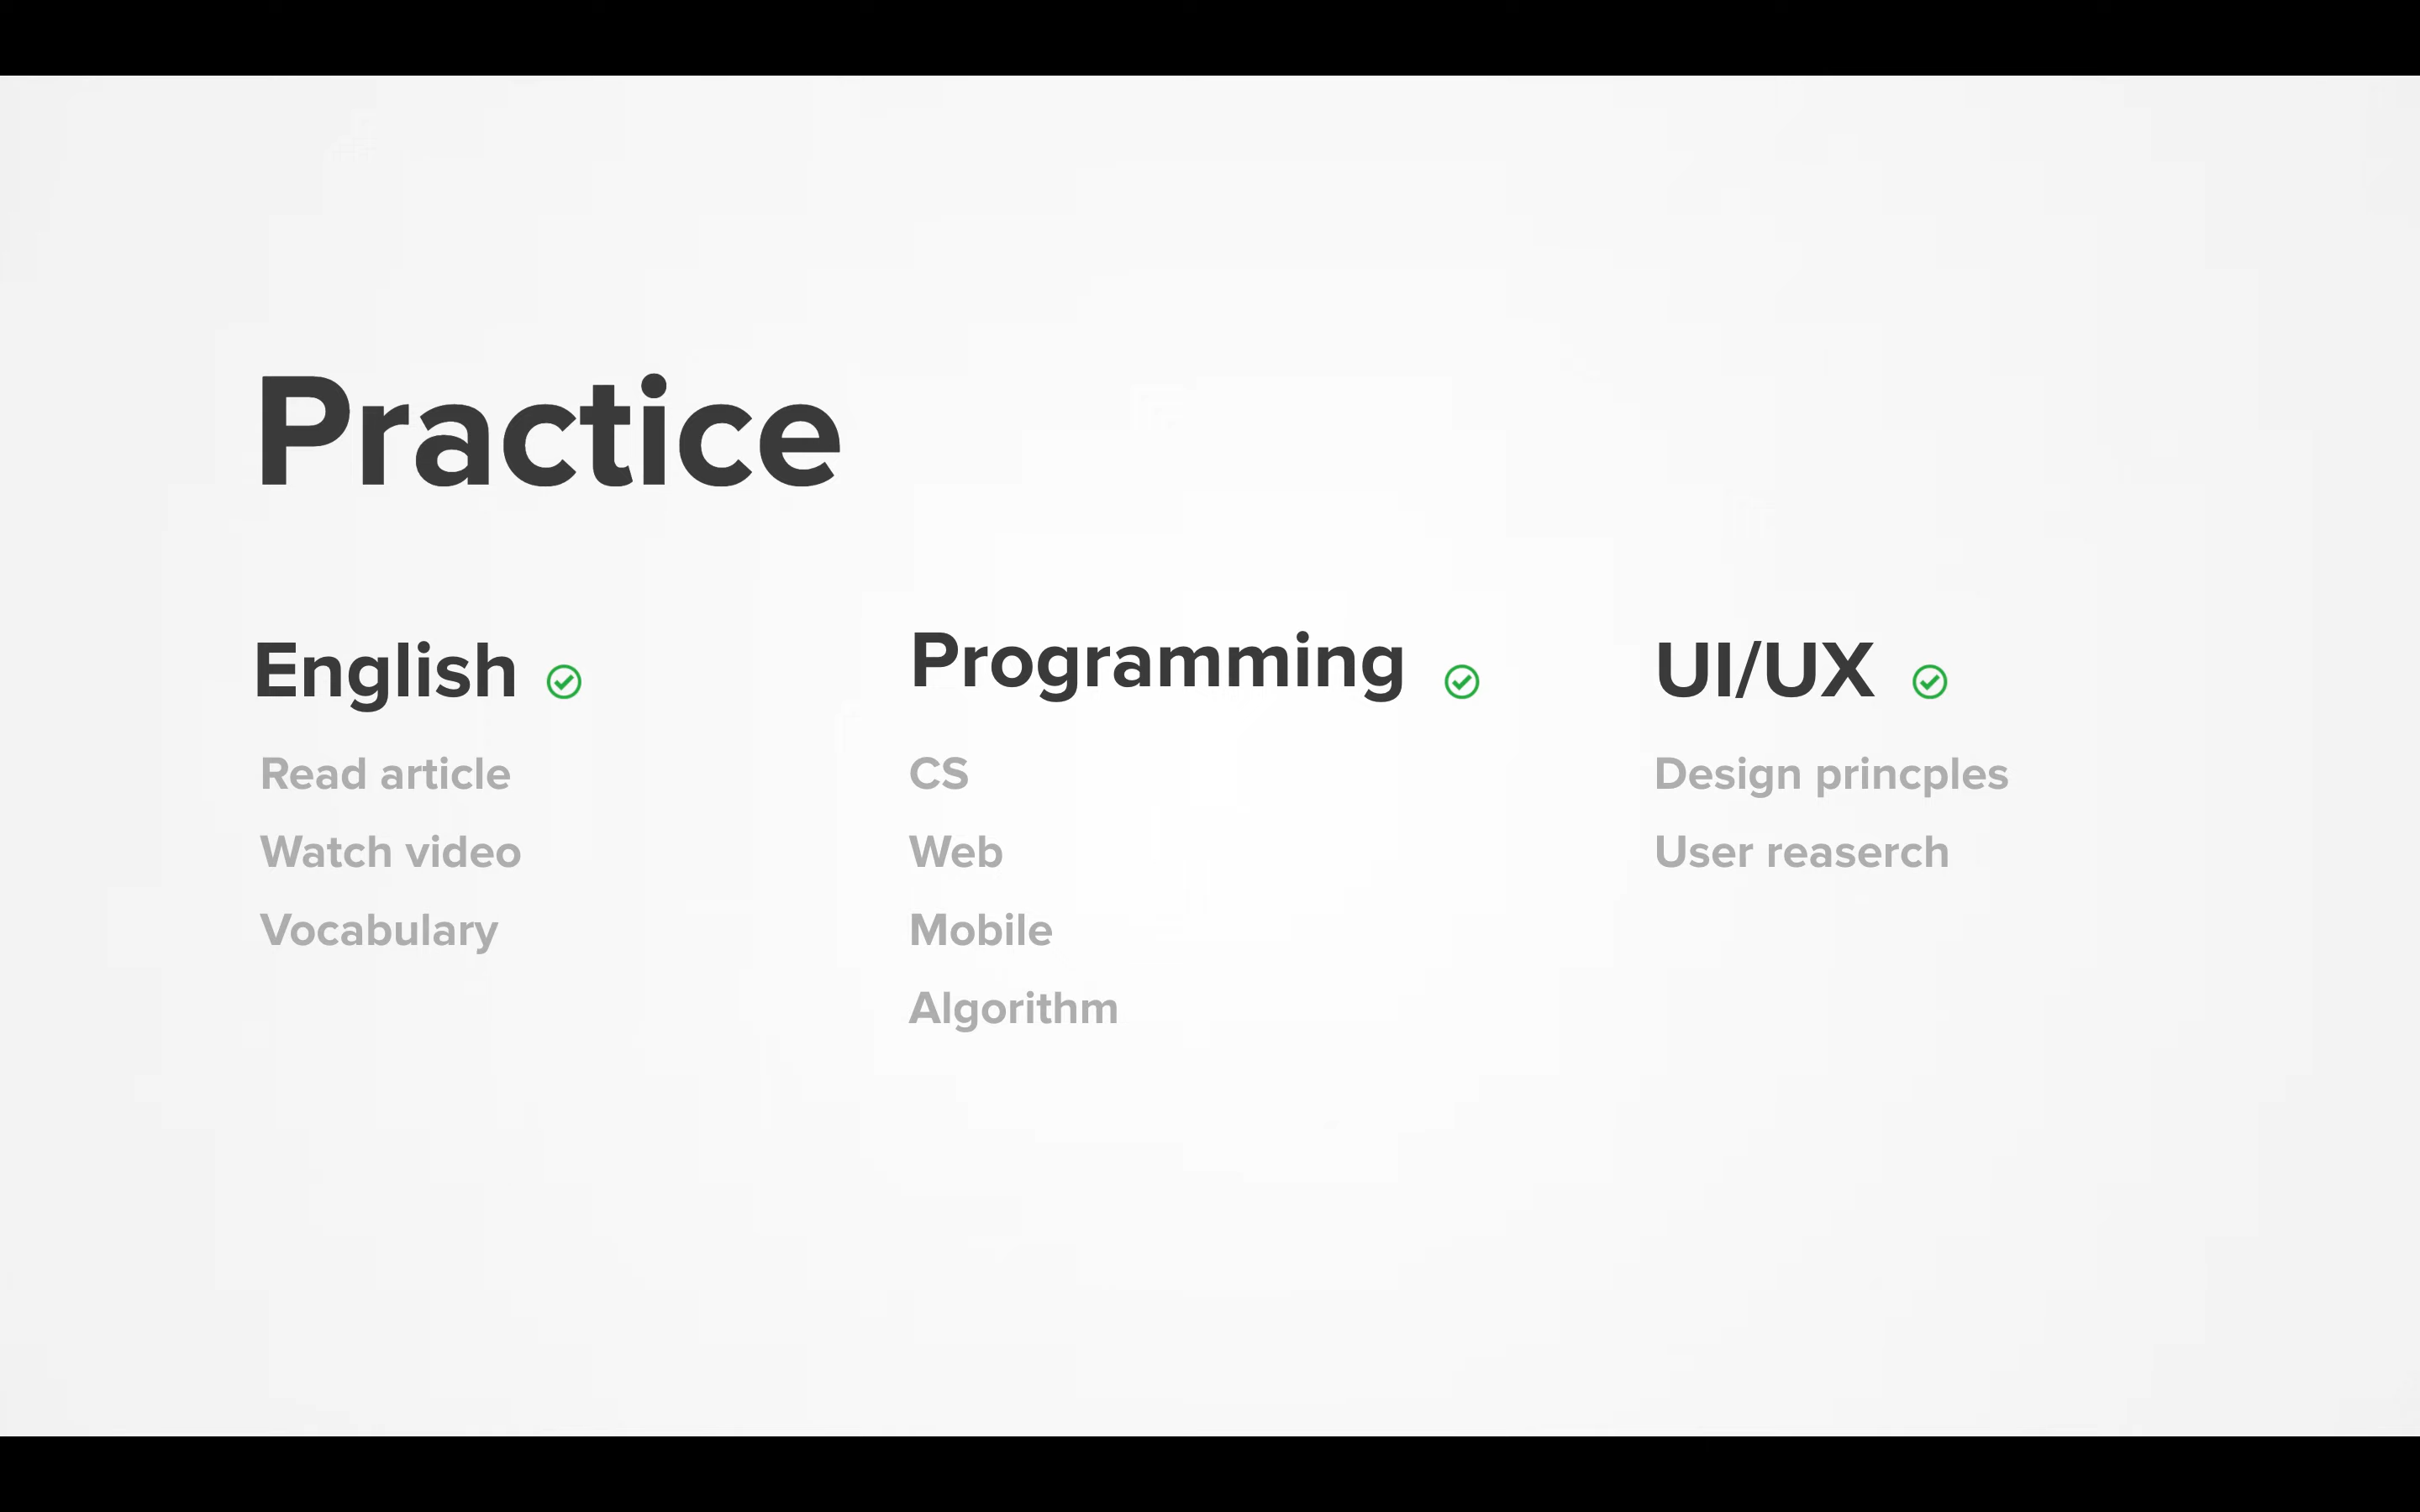 Practice
English
Read article
Watch video
Vocabulary
Programming
CS
Web
Mobile
Algorithm
UI/UX
Design princples
User reaserch